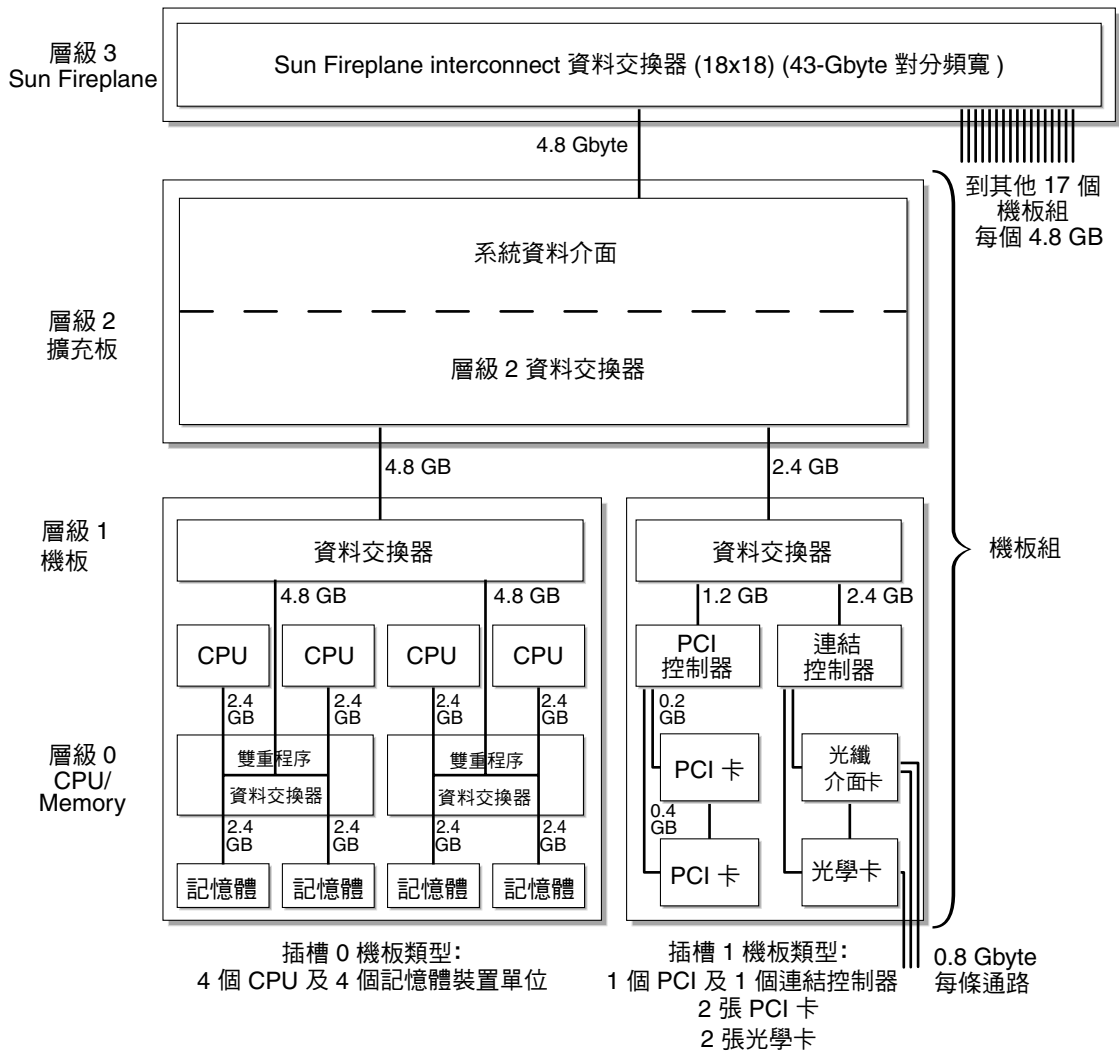 層級 3
Sun Fireplane
Sun Fireplane interconnect 資料交換器 (18x18) (43-Gbyte 對分頻寬 )
4.8 Gbyte
到其他 17 個
機板組
每個 4.8 GB
層級 2
擴充板
系統資料介面
層級 2 資料交換器
4.8 GB
2.4 GB
層級 1
機板
資料交換器
資料交換器
機板組
4.8 GB
4.8 GB
1.2 GB
2.4 GB
CPU
CPU
CPU
CPU
PCI
控制器
連結
控制器
2.4
GB
2.4
GB
2.4
GB
2.4
GB
0.2
GB
層級 0
CPU/
Memory
雙重程序
資料交換器
雙重程序
資料交換器
PCI 卡
光纖
介面卡
2.4
GB
2.4
GB
2.4
GB
2.4
GB
0.4
GB
記憶體
記憶體
記憶體
記憶體
PCI 卡
光學卡
插槽 0 機板類型：
4 個 CPU 及 4 個記憶體裝置單位
插槽 1 機板類型：
1 個 PCI 及 1 個連結控制器
2 張 PCI 卡
2 張光學卡
0.8 Gbyte
每條通路